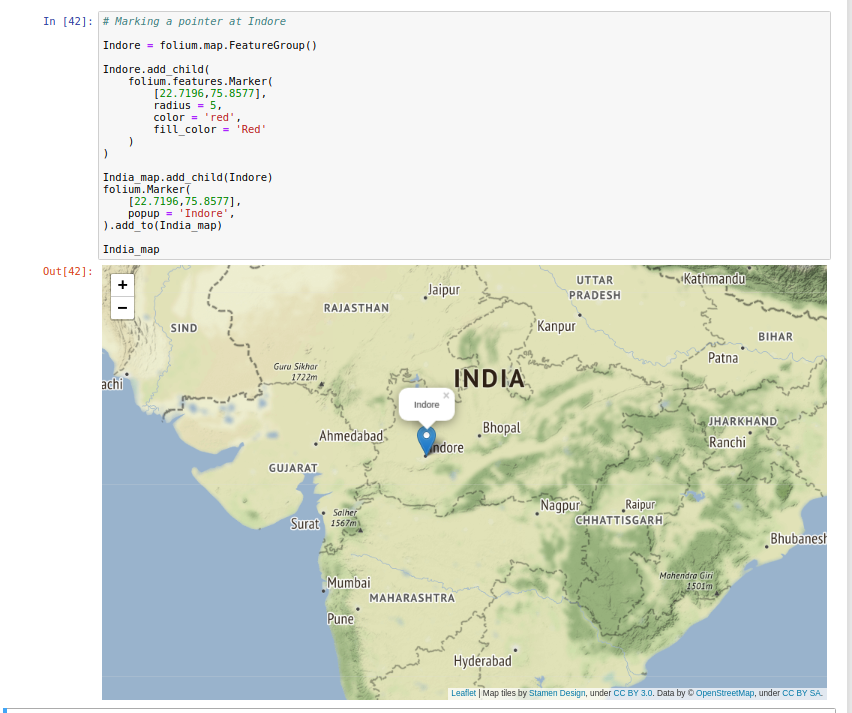 In [42]:
# Marking a pointer at Indore
Indore = folium.map.FeatureGroup()
Indore.add_child(
    folium.features.Marker(
        [22.7196,75.8577],
        radius = 5,
        color = 'red',
        fill_color = 'Red'
    )
)
India_map.add_child(Indore)
folium.Marker(
    [22.7196,75.8577],
    popup = 'Indore',
).add_to(India_map)
India_map
Out[42]:
+
−
Jaipur
UTTAR
PRADESH
Kathmandu
RAJASTHAN
SIND
Kanpur
BIHAR
Patna
Guru Sikhar
1722m
INDIA
achi
Indore
×
JHARKHAND
Ranchi
Bhopal
Ahmedabad
Indore
GUJARAT
Nagpur
Raipur
CHHATTISGARH
Salher
1567m
Surat
Bhubanesh
Mahendra Giri
1501m
Mumbai
MAHARASHTRA
Pune
Hyderabad
Leaflet | Map tiles by Stamen Design, under CC BY 3.0. Data by © OpenStreetMap, under CC BY SA.